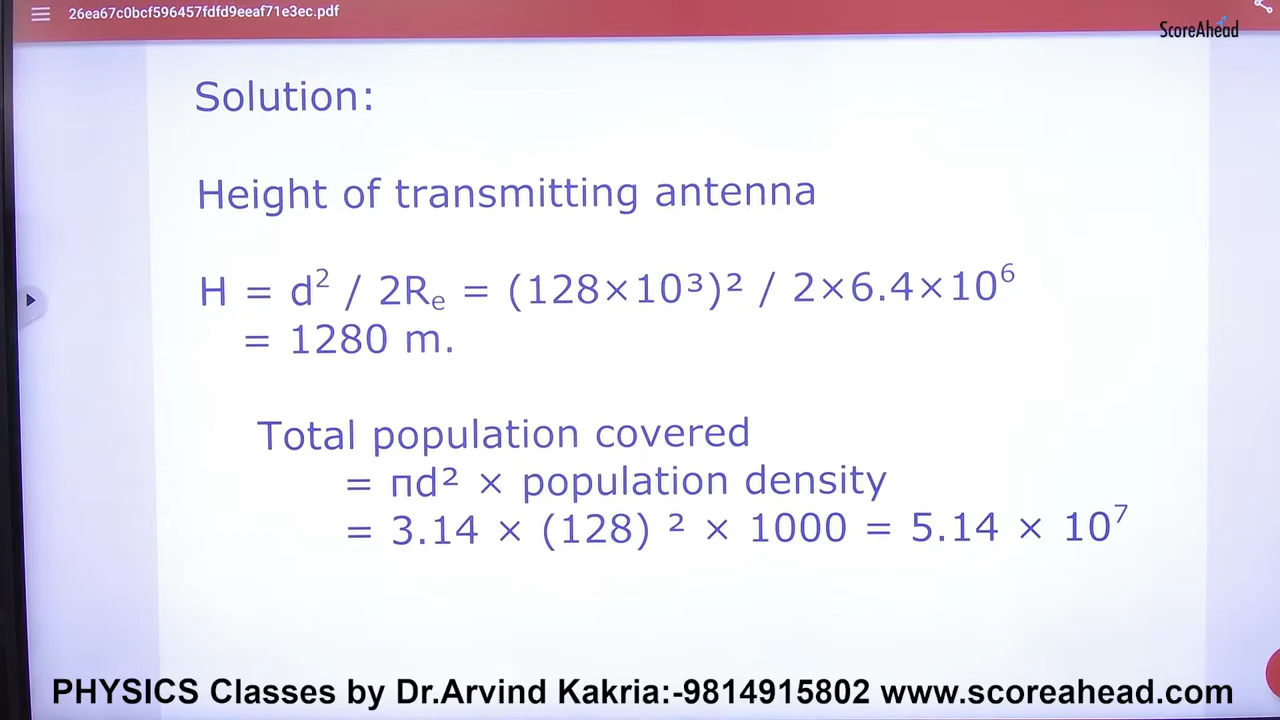 26ea67c0bcf596457fdfd9eeaf71e3ec.pdf
ScoreAhead
Solution:
Height of transmitting antenna
H = d² / 2Rₑ = (128×10³)² / 2×6.4×10⁶
= 1280 m.
Total population covered
= пd² × population density
= 3.14 × (128) ² × 1000 = 5.14 × 10⁷
PHYSICS Classes by Dr.Arvind Kakria:-9814915802 www.scoreahead.com